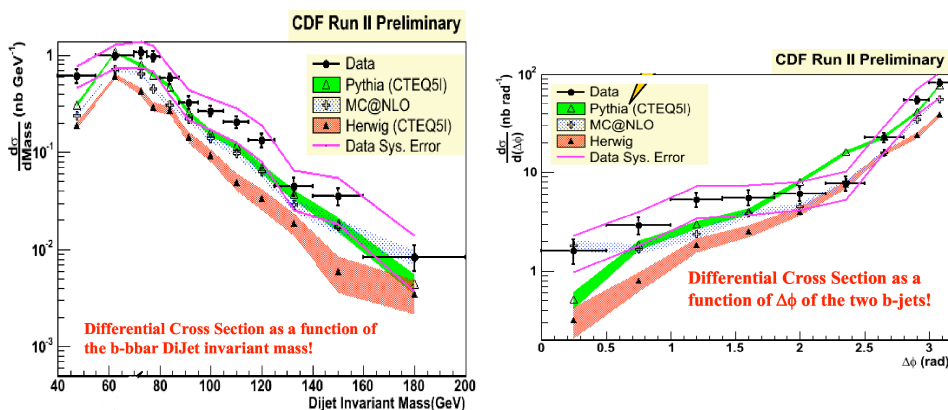 CDF Run II Preliminary
dσ
dMass (nb GeV⁻¹)
Data
Pythia (CTEQ5l)
MC@NLO
Herwig (CTEQ5l)
Data Sys. Error
1
10⁻¹
10⁻²
10⁻³
Differential Cross Section as a function of
the b-bbar DiJet invariant mass!
40 60 80 100 120 140 160 180 200
Dijet Invariant Mass(GeV)
CDF Run II Preliminary
dσ
d(Δϕ) (nb rad⁻¹)
Data
Pythia (CTEQ5l)
MC@NLO
Herwig
Data Sys. Error
10²
10
1
Differential Cross Section as a
function of Δϕ of the two b-jets!
0 0.5 1 1.5 2 2.5 3
Δϕ (rad)